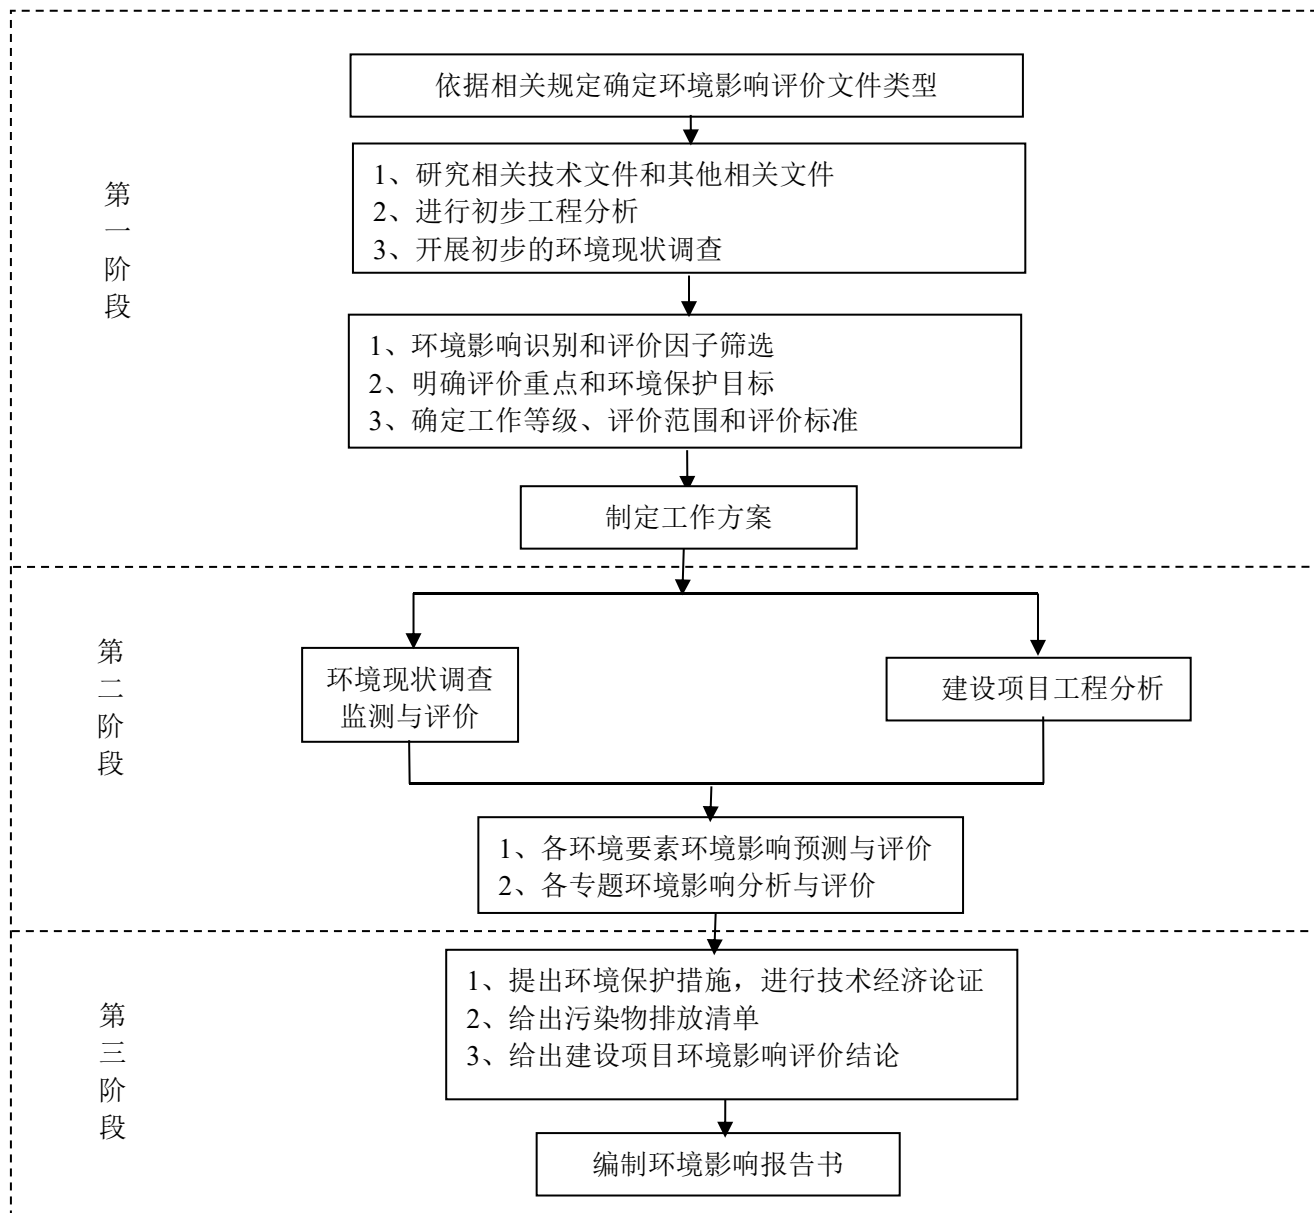 依据相关规定确定环境影响评价文件类型
第一阶段
1、研究相关技术文件和其他相关文件
2、进行初步工程分析
3、开展初步的环境现状调查
1、环境影响识别和评价因子筛选
2、明确评价重点和环境保护目标
3、确定工作等级、评价范围和评价标准
制定工作方案
第二阶段
环境现状调查
监测与评价
建设项目工程分析
1、各环境要素环境影响预测与评价
2、各专题环境影响分析与评价
第三阶段
1、提出环境保护措施，进行技术经济论证
2、给出污染物排放清单
3、给出建设项目环境影响评价结论
编制环境影响报告书